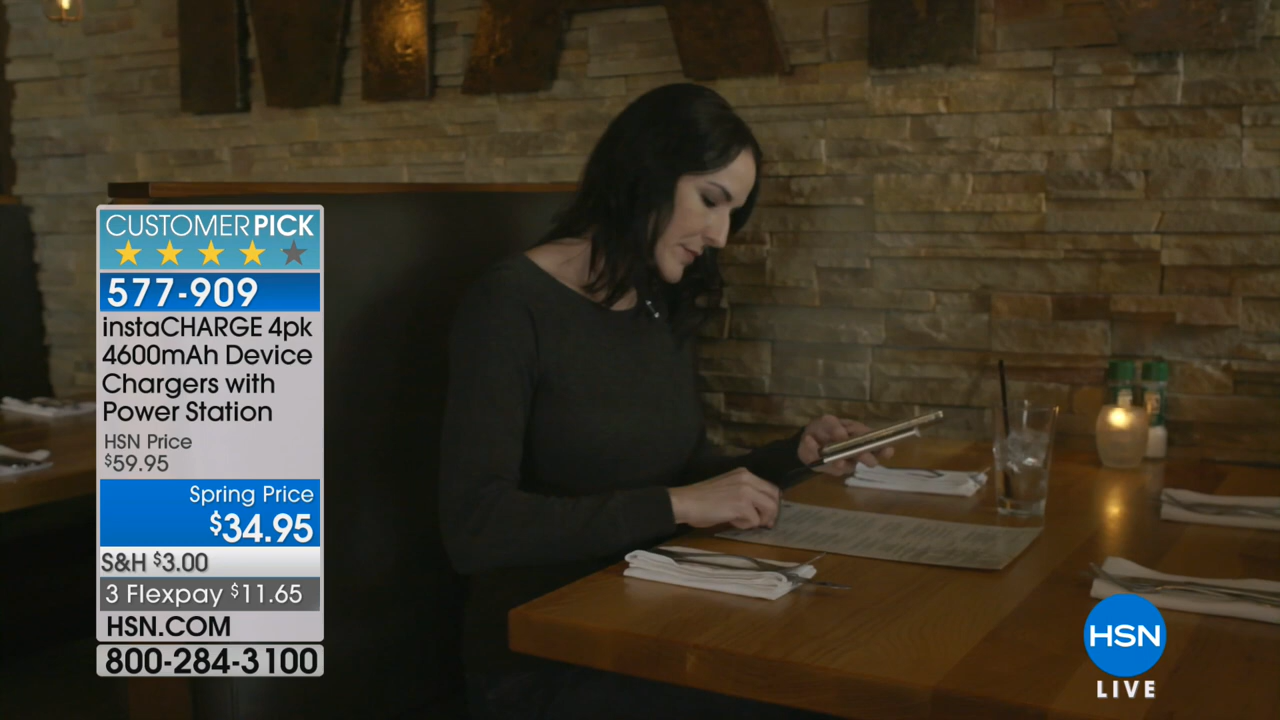 CUSTOMERPICK
577-909
instaCHARGE 4pk
4600mAh Device
Chargers with
Power Station
HSN Price
$59.95
Spring Price
$34.95
S&H $3.00
3 Flexpay $11.65
HSN.COM
800-284-3100
HSN
LIVE